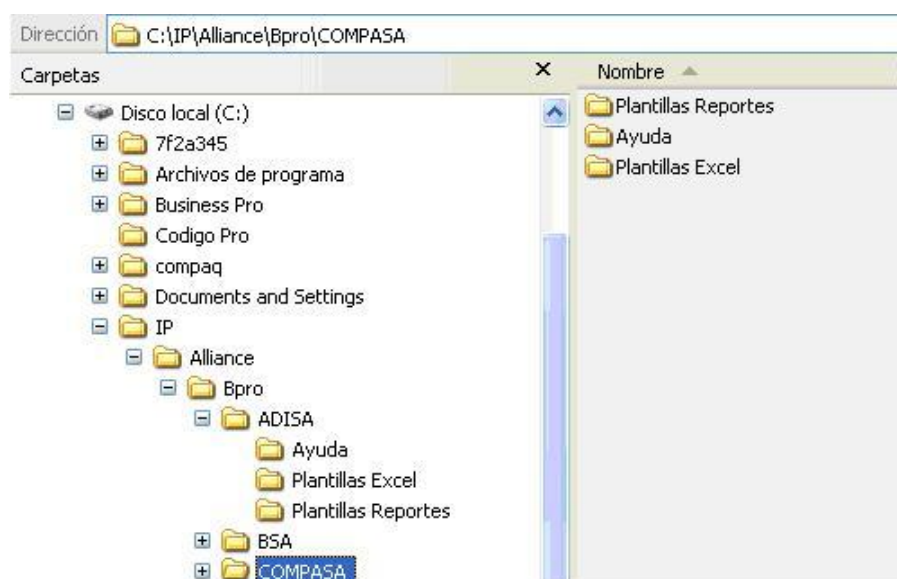 Dirección C:\IP\Alliance\Bpro\COMPASA
Carpetas
Disco local (C:)
7f2a345
Archivos de programa
Business Pro
Codigo Pro
compaq
Documents and Settings
IP
Alliance
Bpro
ADISA
Ayuda
Plantillas Excel
Plantillas Reportes
BSA
COMPASA
Nombre
Plantillas Reportes
Ayuda
Plantillas Excel